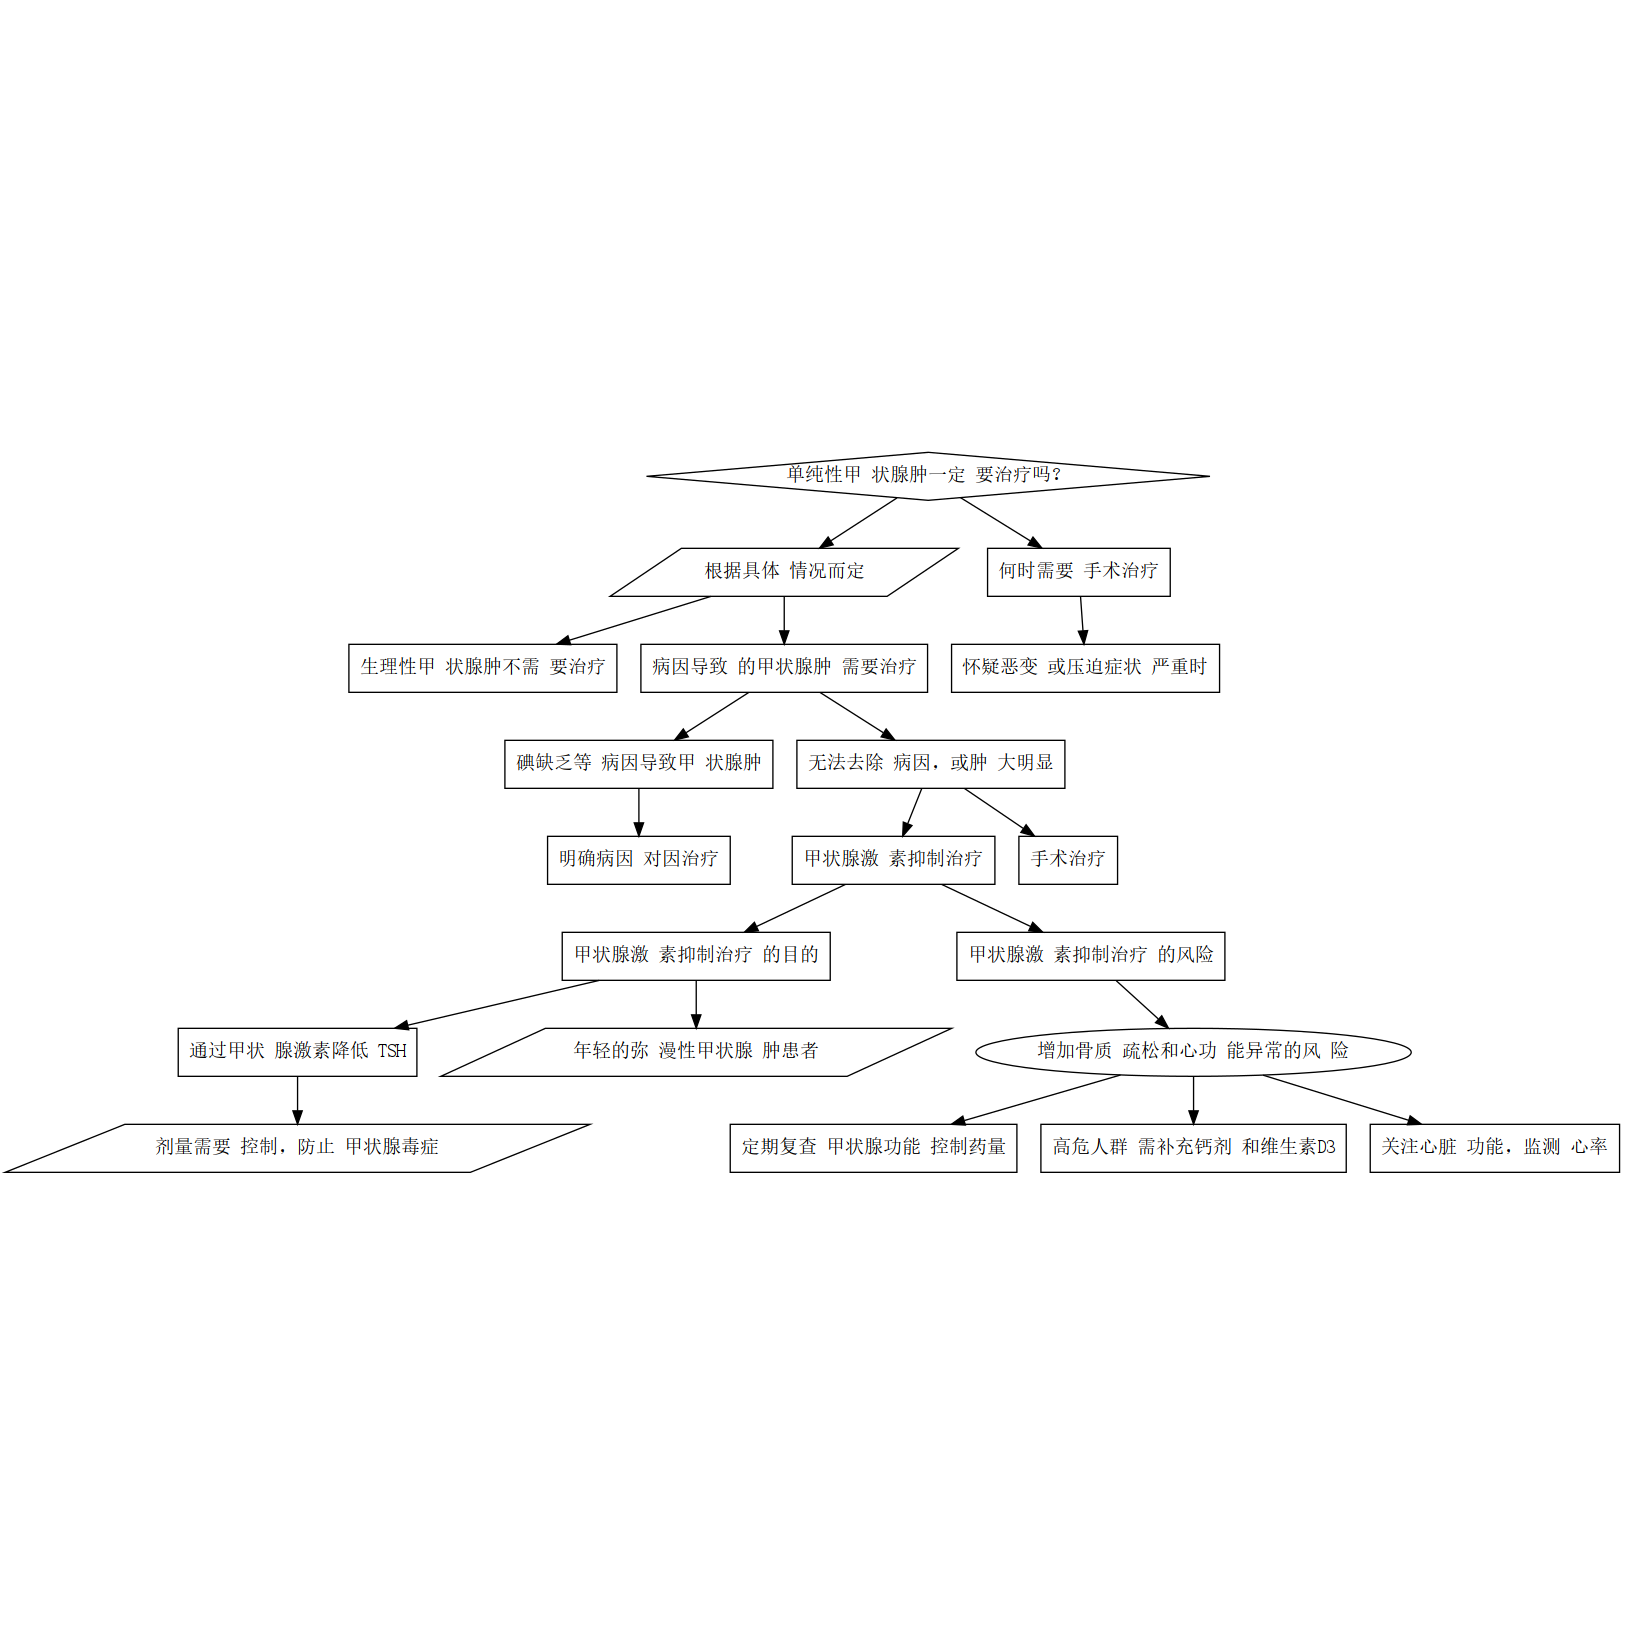 单纯性甲 状腺肿一定 要治疗吗?
根据具体 情况而定
何时需要 手术治疗
生理性甲 状腺肿不需 要治疗
病因导致 的甲状腺肿 需要治疗
怀疑恶变 或压迫症状 严重时
碘缺乏等 病因导致甲 状腺肿
无法去除 病因，或肿 大明显
明确病因 对因治疗
甲状腺激 素抑制治疗
手术治疗
甲状腺激 素抑制治疗 的目的
甲状腺激 素抑制治疗 的风险
通过甲状 腺激素降低 TSH
年轻的弥 漫性甲状腺 肿患者
增加骨质 疏松和心功 能异常的风 险
剂量需要 控制，防止 甲状腺毒症
定期复查 甲状腺功能 控制药量
高危人群 需补充钙剂 和维生素D3
关注心脏 功能，监测 心率